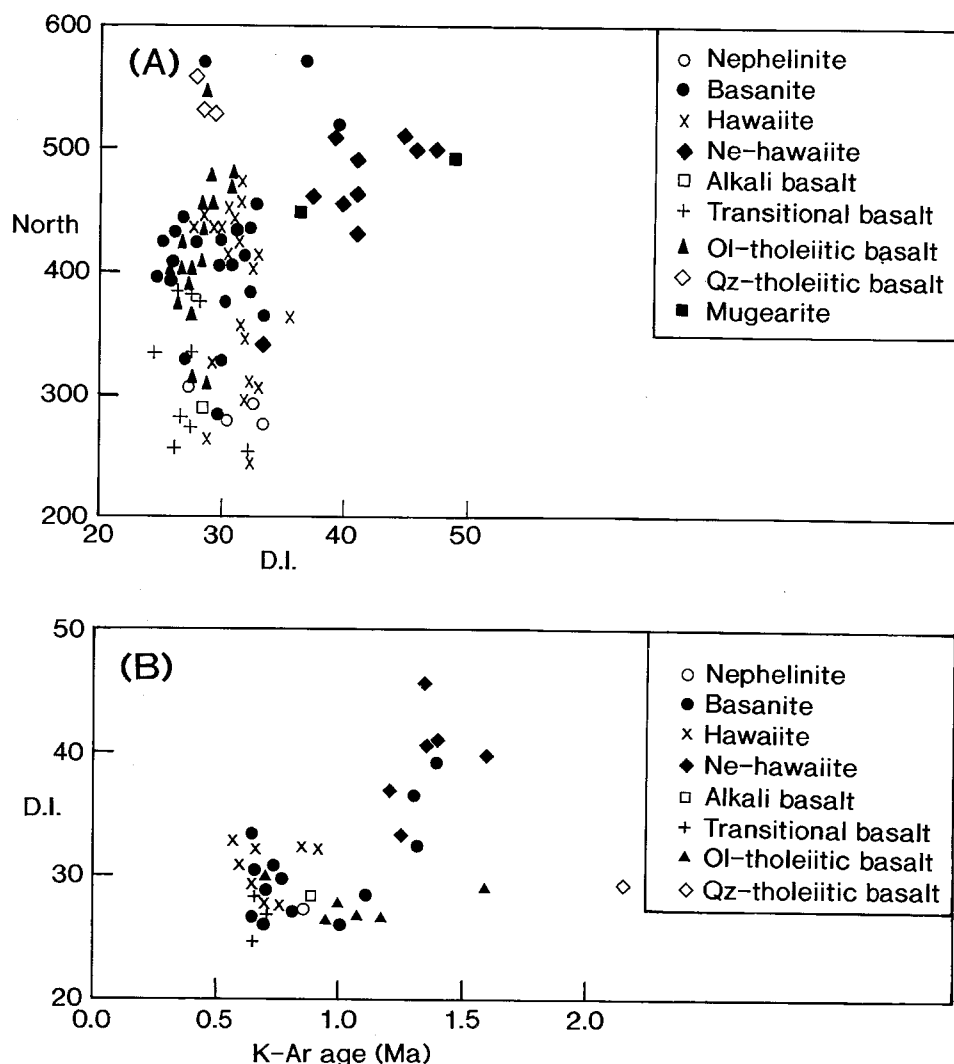 600
(A)
500
North
400
300
200
20
30
40
50
D.I.
Nephelinite
Basanite
Hawaiite
Ne-hawaiite
Alkali basalt
Transitional basalt
Ol-tholeiitic basalt
Qz-tholeiitic basalt
Mugearite
50
(B)
40
D.I.
30
20
0.0
0.5
1.0
1.5
2.0
K-Ar age (Ma)
Nephelinite
Basanite
Hawaiite
Ne-hawaiite
Alkali basalt
Transitional basalt
Ol-tholeiitic basalt
Qz-tholeiitic basalt